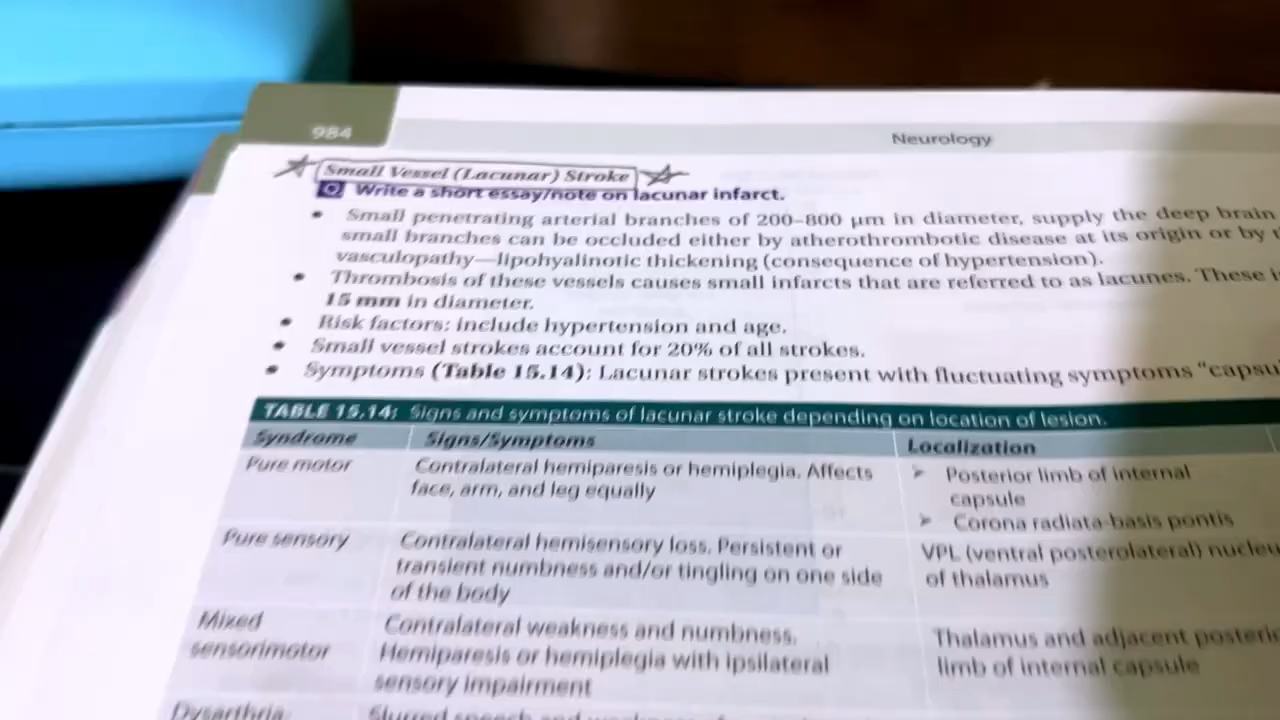 984
Neurology
Small Vessel (Lacunar) Stroke
Q Write a short essay/note on lacunar infarct.
• Small penetrating arterial branches of 200–800 µm in diameter, supply the deep brain
small branches can be occluded either by atherothrombotic disease at its origin or by
vasculopathy—lipohyalinotic thickening (consequence of hypertension).
• Thrombosis of these vessels causes small infarcts that are referred to as lacunes. These
15 mm in diameter.
• Risk factors: include hypertension and age.
• Small vessel strokes account for 20% of all strokes.
• Symptoms (Table 15.14): Lacunar strokes present with fluctuating symptoms "capsu
TABLE 15.14: Signs and symptoms of lacunar stroke depending on location of lesion.
Syndrome Signs/Symptoms Localization
Pure motor Contralateral hemiparesis or hemiplegia. Affects ➢ Posterior limb of internal
face, arm, and leg equally capsule
➢ Corona radiata-basis pontis
Pure sensory Contralateral hemisensory loss. Persistent or VPL (ventral posterolateral) nucleu
transient numbness and/or tingling on one side of thalamus
of the body
Mixed Contralateral weakness and numbness. Thalamus and adjacent posteri
sensorimotor Hemiparesis or hemiplegia with ipsilateral limb of internal capsule
sensory impairment
Dysarthria Slurred speech and weakness of